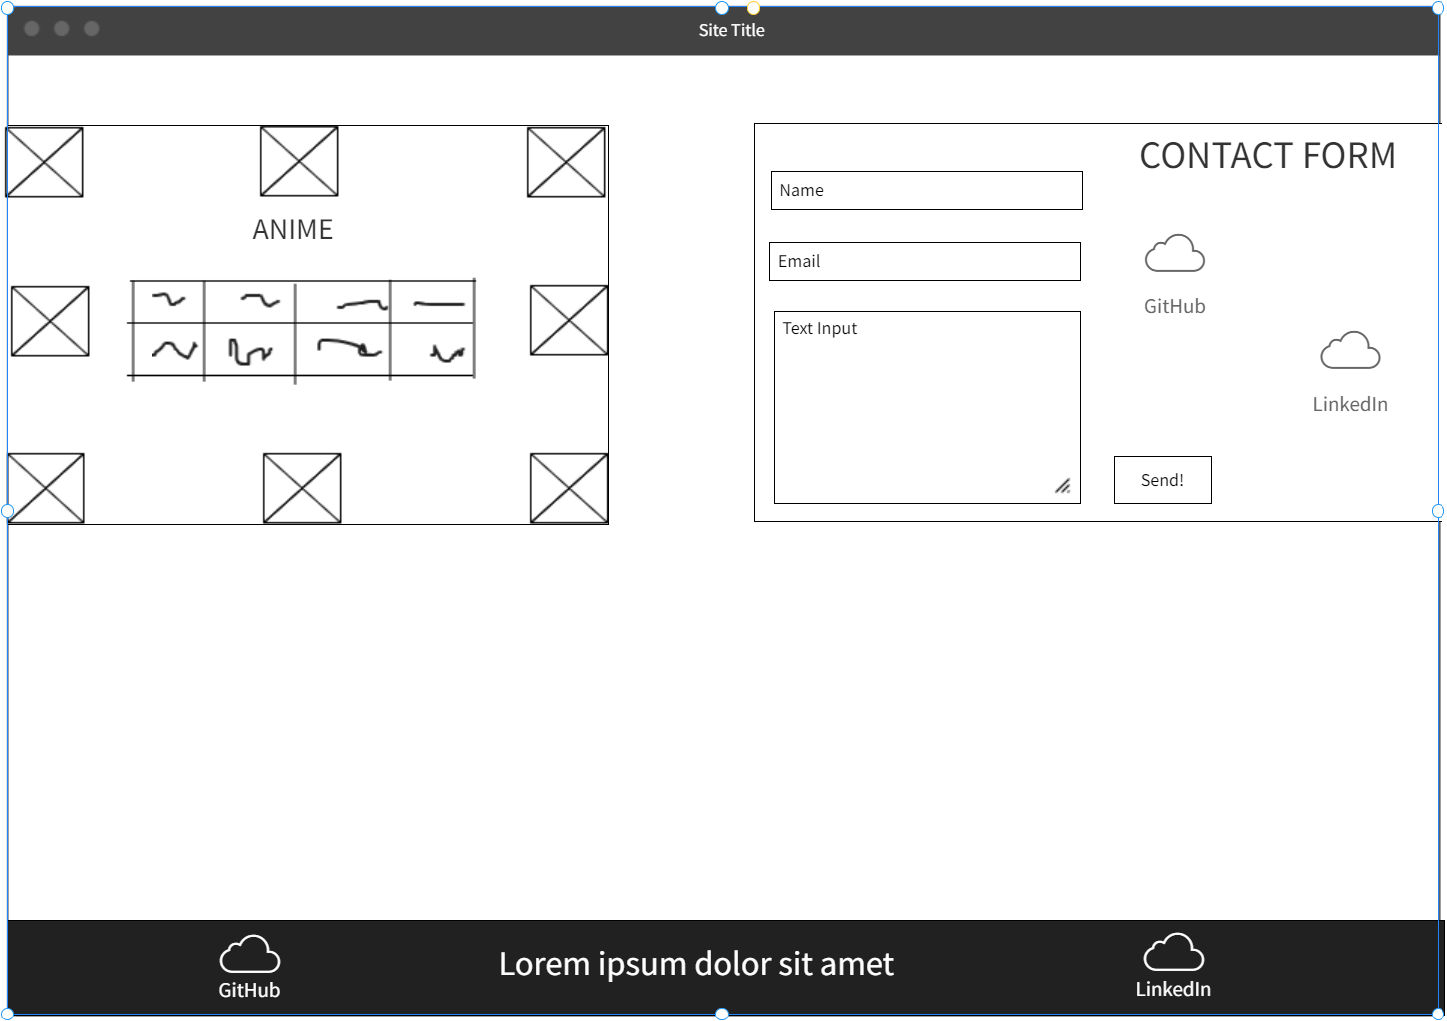 Site Title
ANIME
CONTACT FORM
Name
Email
Text Input
GitHub
LinkedIn
Send!
GitHub
Lorem ipsum dolor sit amet
LinkedIn